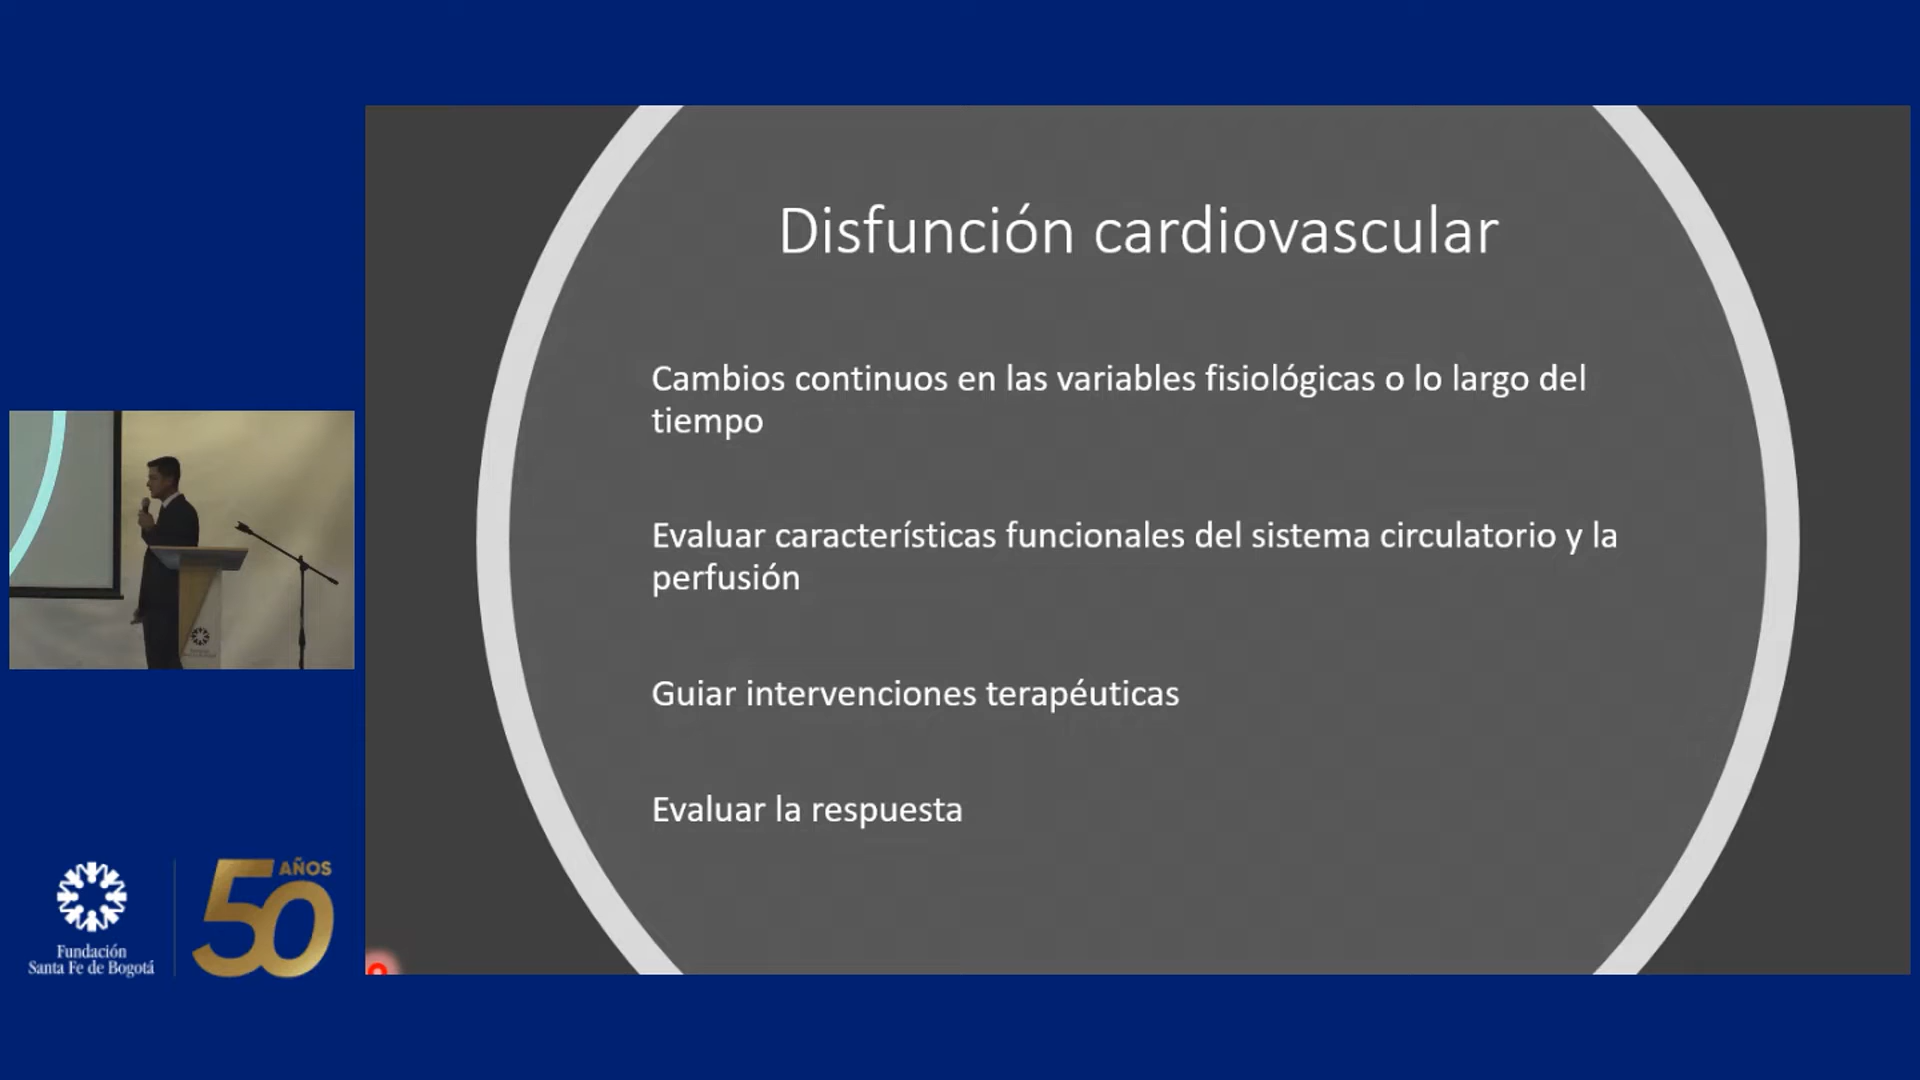 Disfunción cardiovascular
Cambios continuos en las variables fisiológicas o lo largo del
tiempo
Evaluar características funcionales del sistema circulatorio y la
perfusión
Guiar intervenciones terapéuticas
Evaluar la respuesta
Fundación
Santa Fe de Bogotá
50 AÑOS